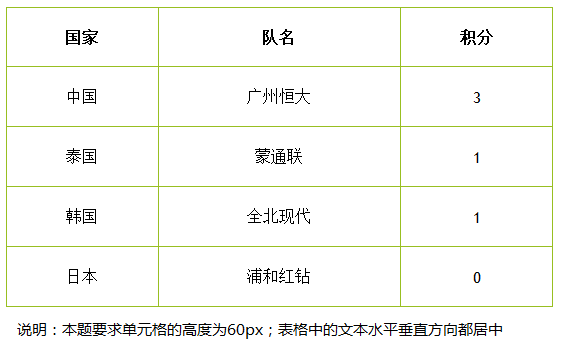 国家 队名 积分
中国 广州恒大 3
泰国 蒙通联 1
韩国 全北现代 1
日本 浦和红钻 0
说明：本题要求单元格的高度为60px；表格中的文本水平垂直方向都居中